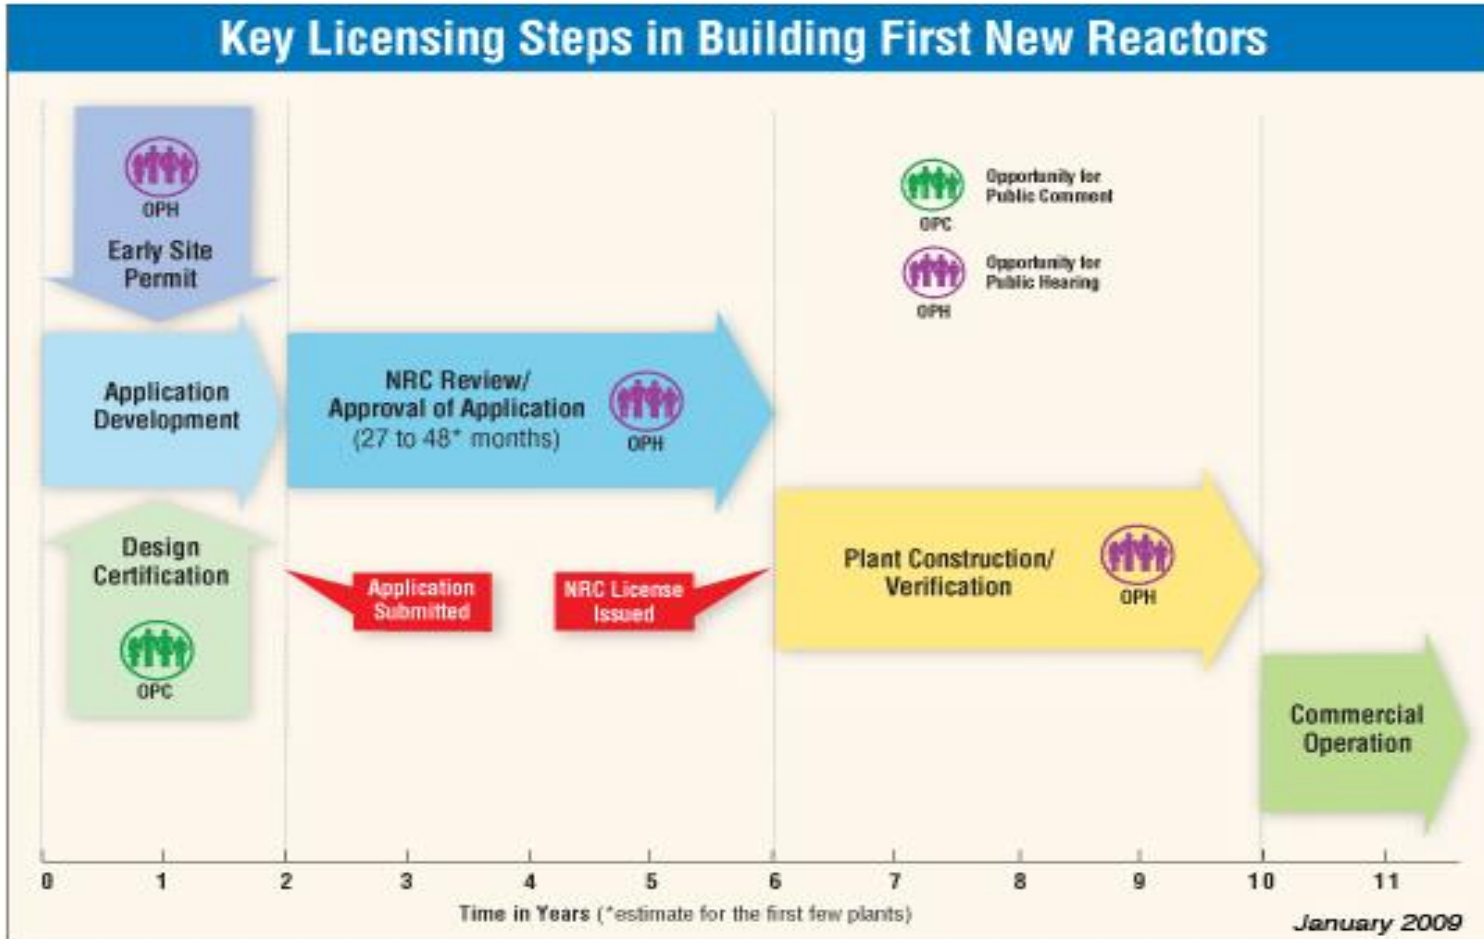 Key Licensing Steps in Building First New Reactors
OPH
Early Site
Permit
Opportunity for
Public Comment
OPC
Opportunity for
Public Hearing
OPH
Application
Development
NRC Review/
Approval of Application
(27 to 48* months)
OPH
Design
Certification
OPC
Application
Submitted
NRC License
Issued
Plant Construction/
Verification
OPH
Commercial
Operation
0 1 2 3 4 5 6 7 8 9 10 11
Time in Years (*estimate for the first few plants)
January 2009